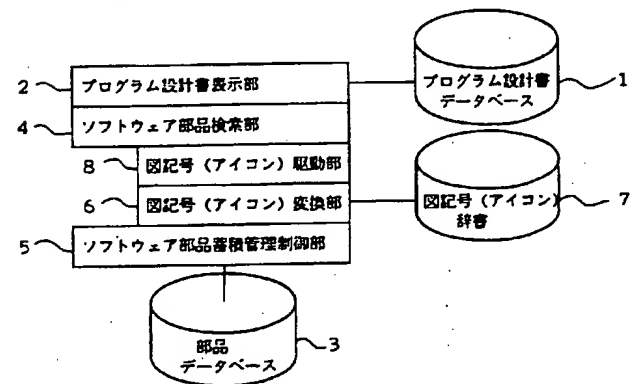 2
プログラム設計書表示部
プログラム設計書
データベース
1
4
ソフトウェア部品検索部
8
図記号(アイコン)駆動部
6
図記号(アイコン)変換部
図記号(アイコン)
辞書
7
5
ソフトウェア部品蓄積管理制御部
部品
データベース
3